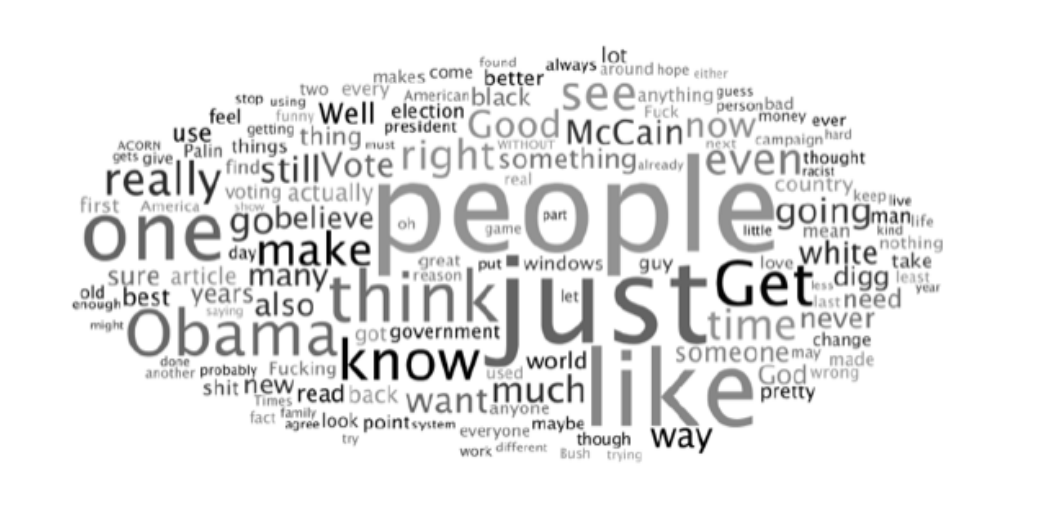 lot
found
always around hope either
makes come better
two every American black see anything guess
stop using person bad
feel funny Well election Good Fuck money ever
use getting thing president McCain now campaign hard
ACORN Palin things must WITHOUT next
gets give find still Vote right something already even thought
racist
really voting actually real country keep live
first America show go believe people oh game part little going man life
one mean kind nothing
day make great put windows guy love white take
sure article many reason just Get less digg least
old best years also think let last need year
enough saying
might Obama got government time never
change
know used world someone may made
done another probably Fucking like God wrong
shit new read back want much pretty
Times anyone
fact family agree look point system everyone maybe
try though way
work different Bush trying